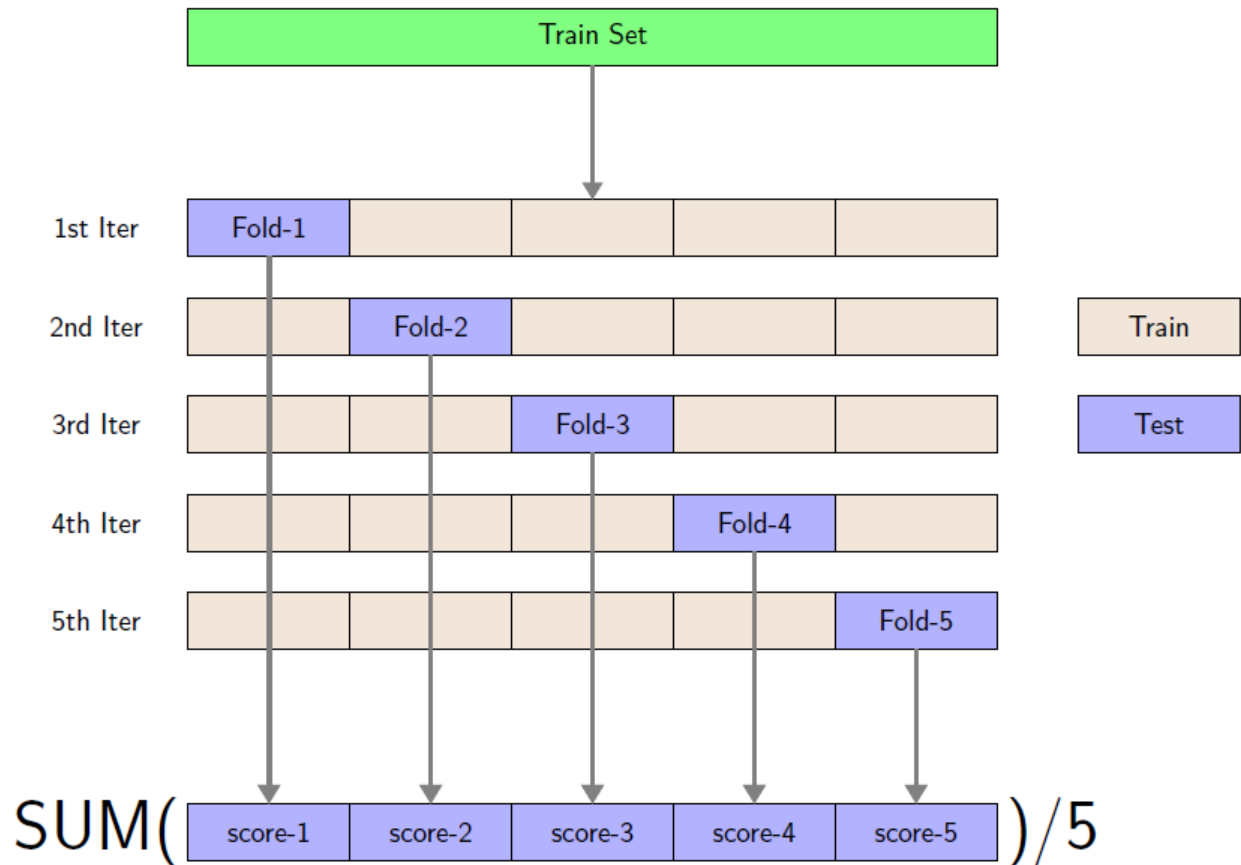 Train Set
1st Iter
Fold-1
2nd Iter
Fold-2
Train
3rd Iter
Fold-3
Test
4th Iter
Fold-4
5th Iter
Fold-5
SUM( score-1 score-2 score-3 score-4 score-5 )/5